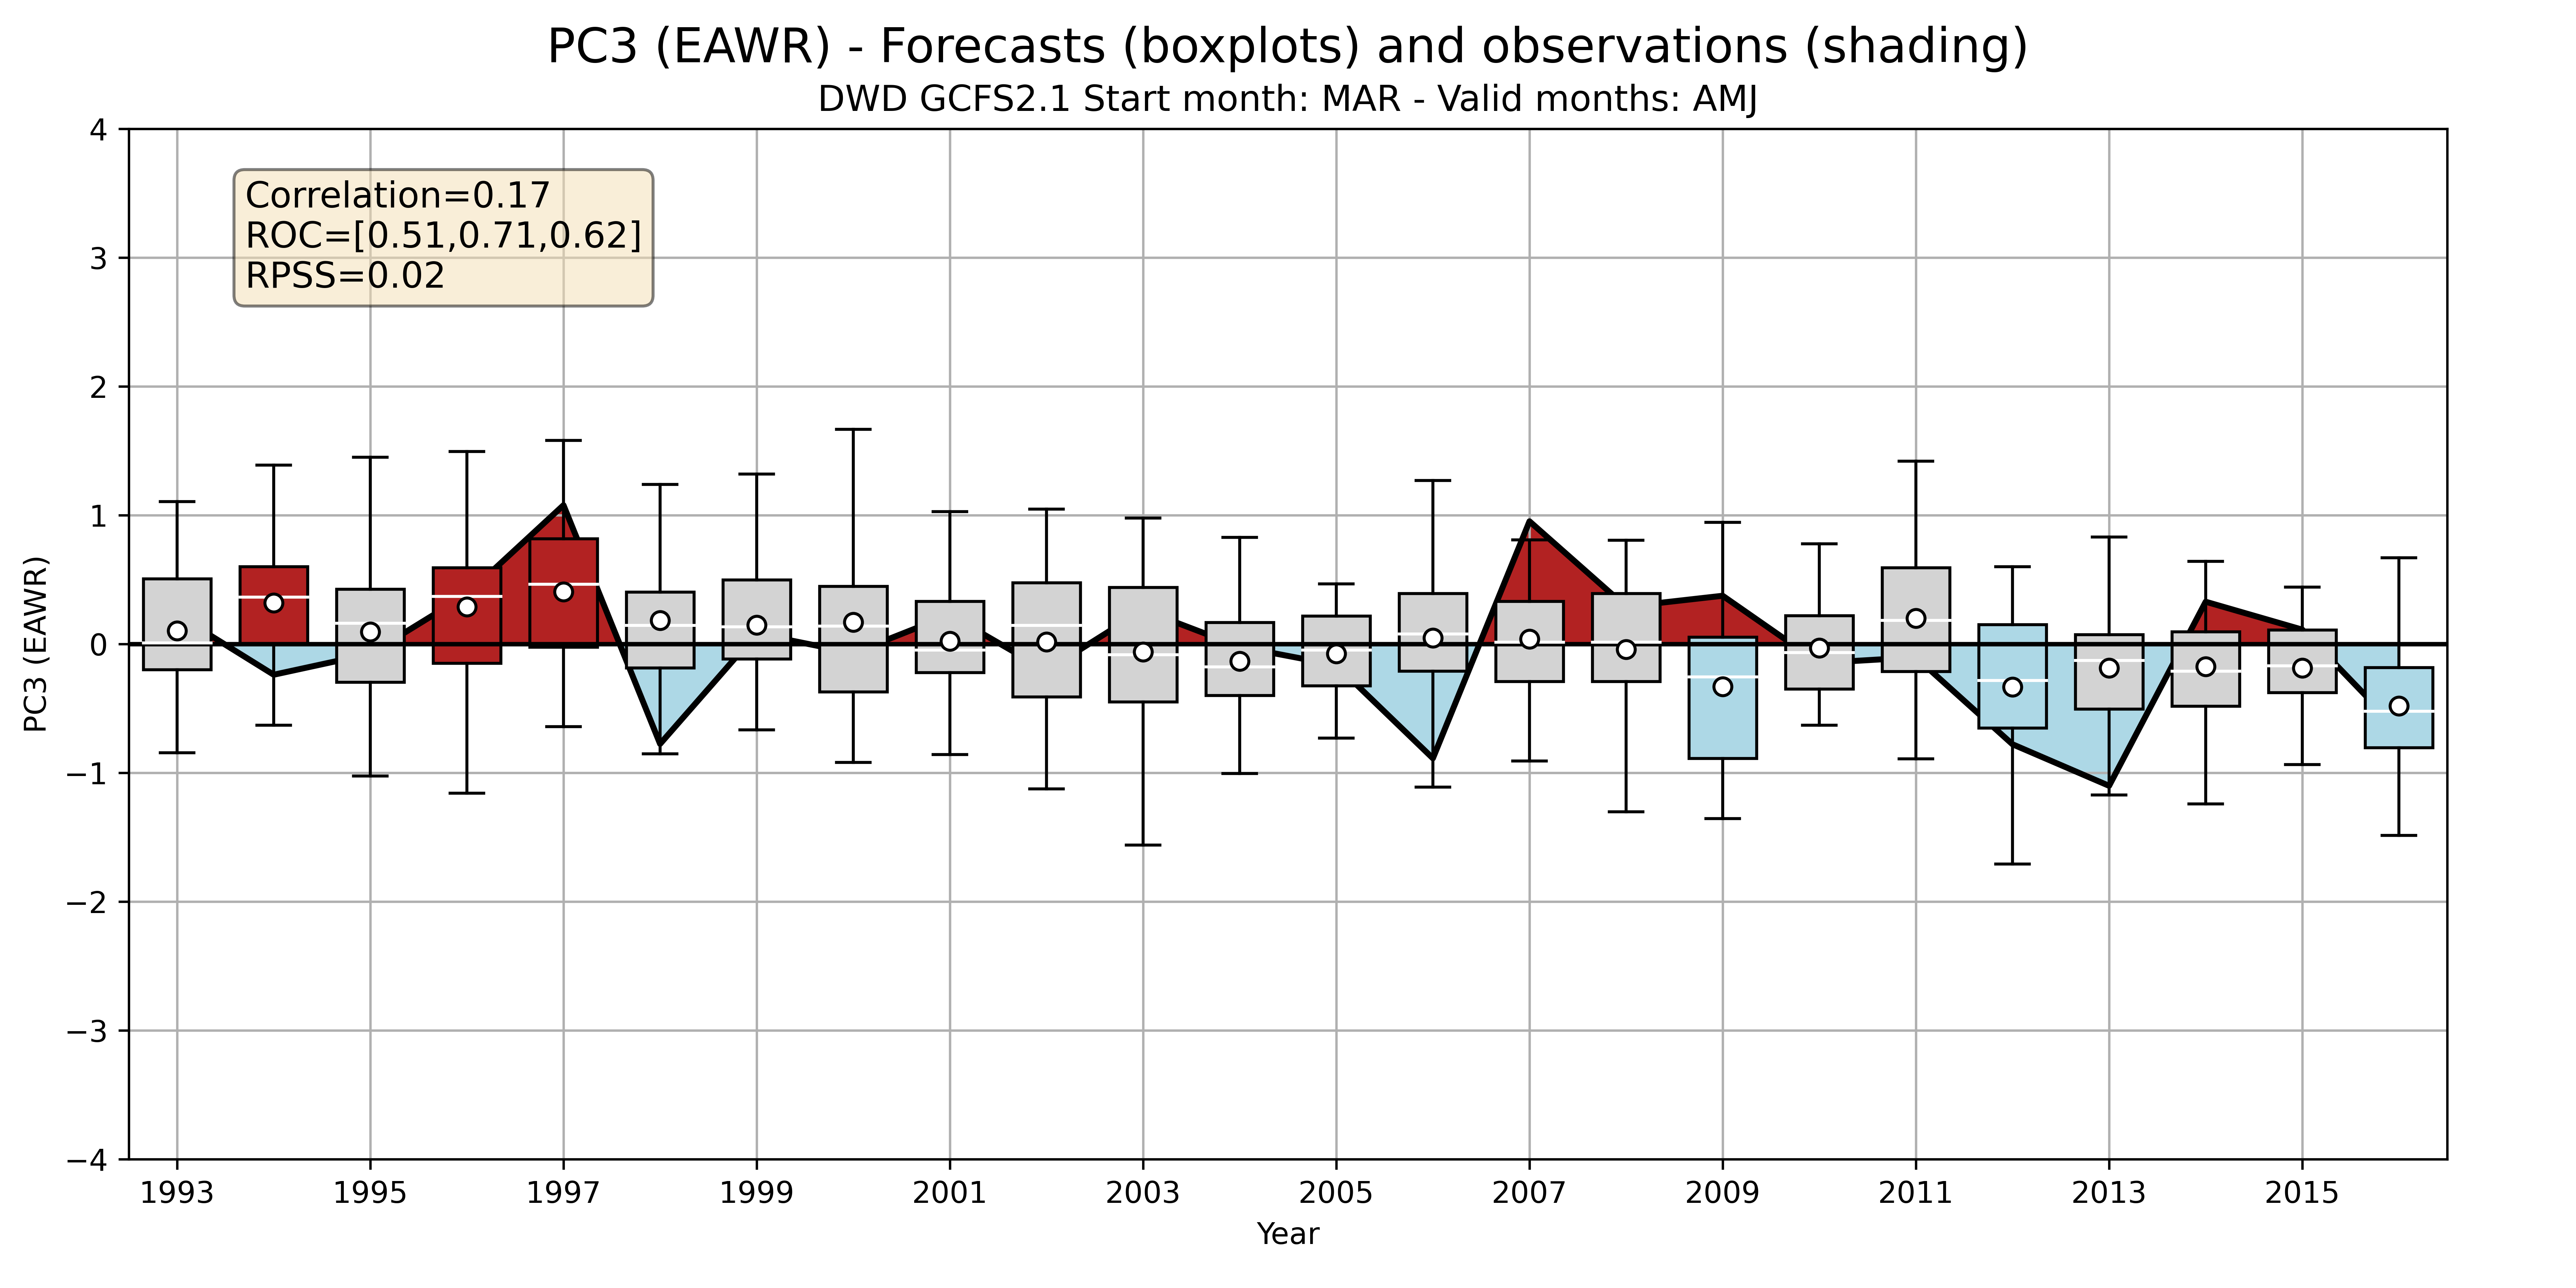 PC3 (EAWR) - Forecasts (boxplots) and observations (shading)
DWD GCFS2.1 Start month: MAR - Valid months: AMJ
Correlation=0.17
ROC=[0.51,0.71,0.62]
RPSS=0.02
PC3 (EAWR)
4
3
2
1
0
−1
−2
−3
−4
1993 1995 1997 1999 2001 2003 2005 2007 2009 2011 2013 2015
Year